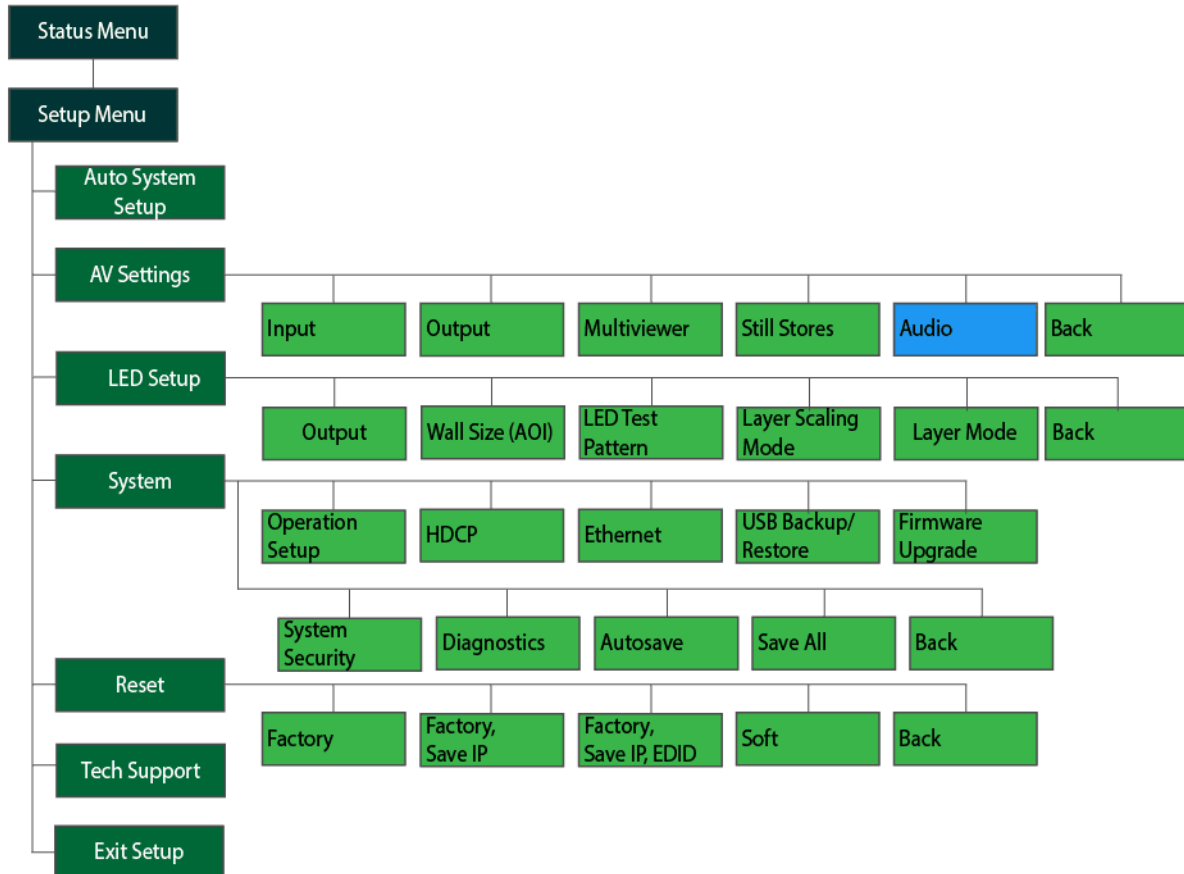 Status Menu
Setup Menu
Auto System
Setup
AV Settings
Input
Output
Multiviewer
Still Stores
Audio
Back
LED Setup
Output
Wall Size (AOI)
LED Test
Pattern
Layer Scaling
Mode
Layer Mode
Back
System
Operation
Setup
HDCP
Ethernet
USB Backup/
Restore
Firmware
Upgrade
System
Security
Diagnostics
Autosave
Save All
Back
Reset
Factory
Factory,
Save IP
Factory,
Save IP, EDID
Soft
Back
Tech Support
Exit Setup